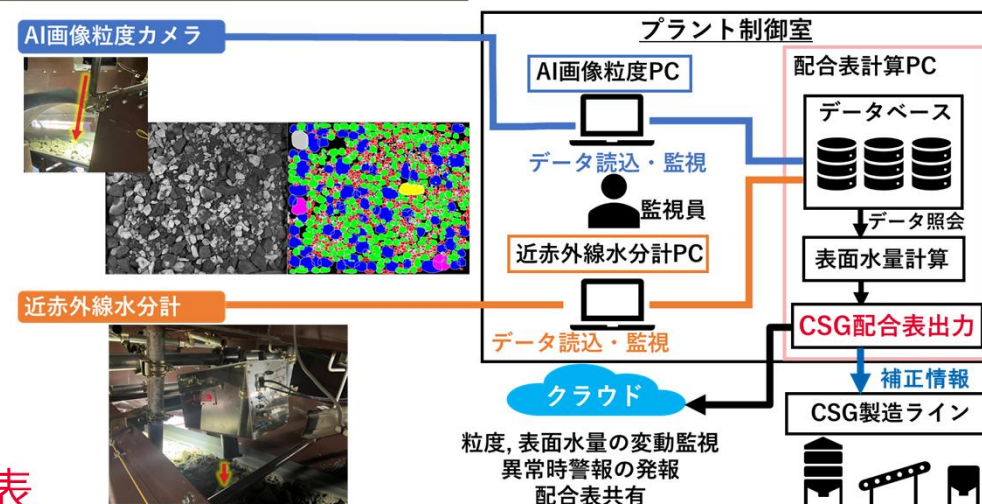 AI画像粒度カメラ
プラント制御室
AI画像粒度PC
配合表計算PC
データベース
データ読込・監視
監視員
データ照会
近赤外線水分計PC
表面水量計算
近赤外線水分計
CSG配合表出力
データ読込・監視
補正情報
クラウド
CSG製造ライン
粒度, 表面水量の変動監視
異常時警報の発報
配合表共有
表